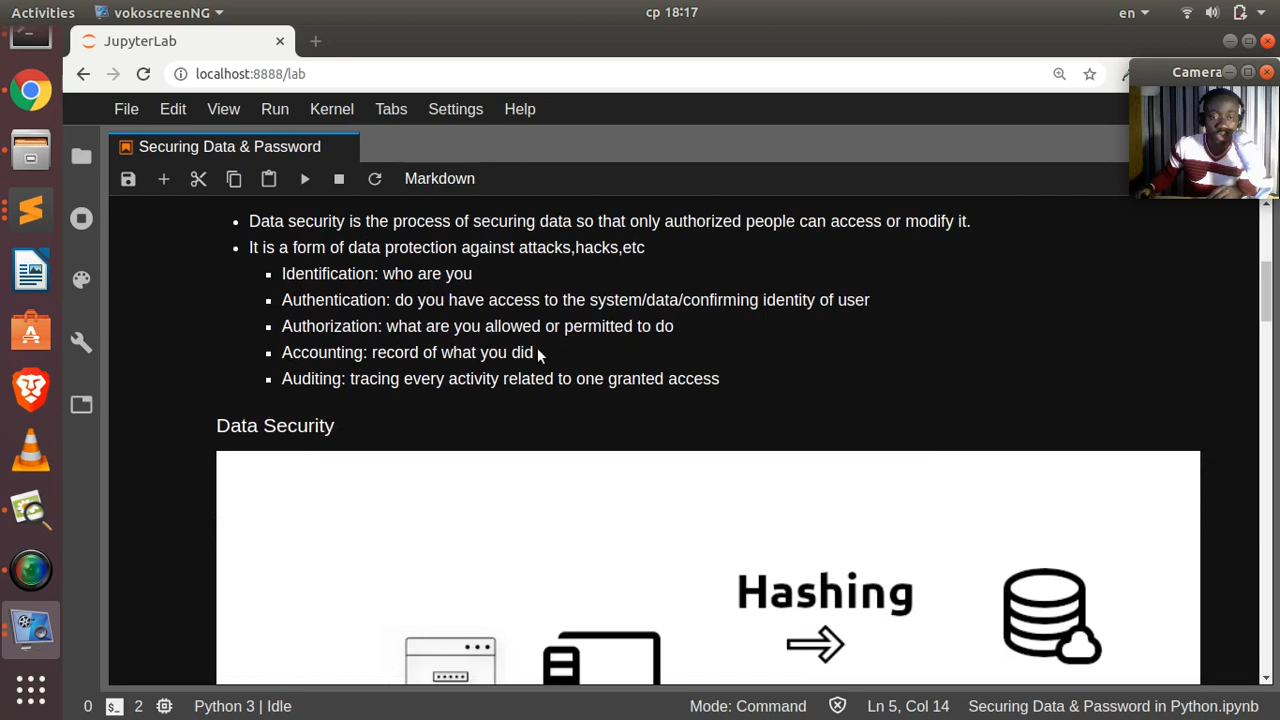 Activities vokoscreenNG ср 18:17 en
JupyterLab
Camera
localhost:8888/lab
File Edit View Run Kernel Tabs Settings Help
Securing Data & Password
Markdown
Data security is the process of securing data so that only authorized people can access or modify it.
It is a form of data protection against attacks,hacks,etc
Identification: who are you
Authentication: do you have access to the system/data/confirming identity of user
Authorization: what are you allowed or permitted to do
Accounting: record of what you did
Auditing: tracing every activity related to one granted access
Data Security
Hashing
0 2 Python 3 | Idle Mode: Command Ln 5, Col 14 Securing Data & Password in Python.ipynb